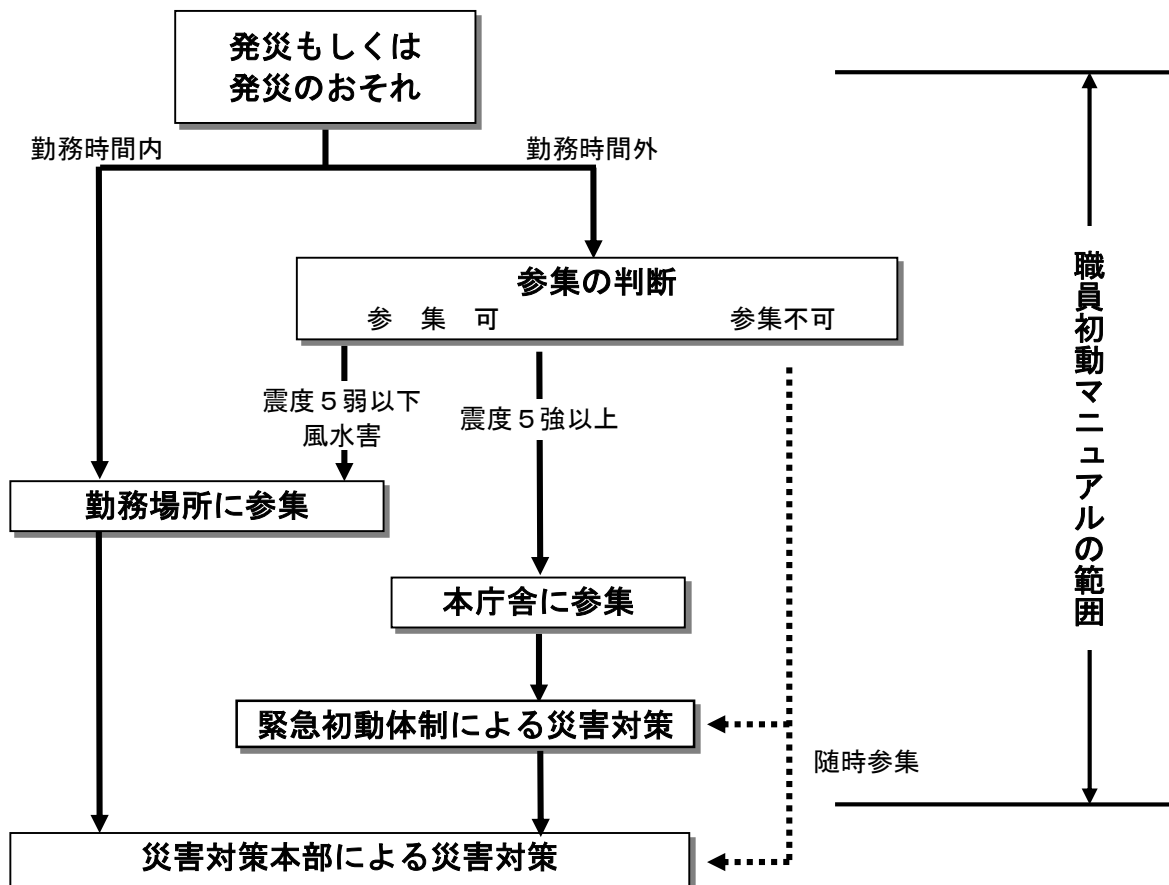 発災もしくは
発災のおそれ
勤務時間内
勤務時間外
参集の判断
参 集 可
参集不可
震度５弱以下
風水害
震度５強以上
勤務場所に参集
本庁舎に参集
緊急初動体制による災害対策
随時参集
災害対策本部による災害対策
職員初動マニュアルの範囲